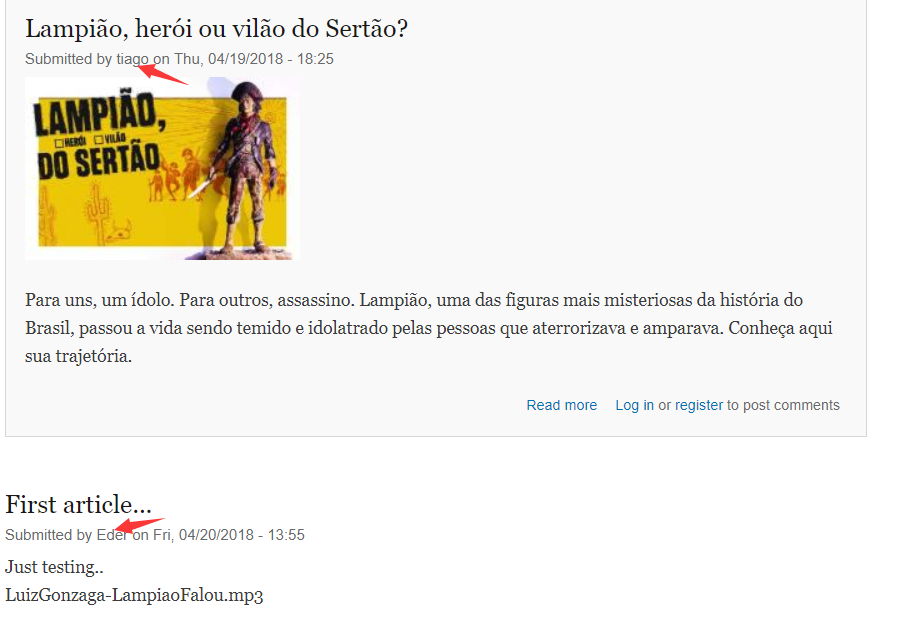 Lampião, herói ou vilão do Sertão?
Submitted by tiago on Thu, 04/19/2018 - 18:25
LAMPIÃO,
HERÓI VILÃO
DO SERTÃO
Para uns, um ídolo. Para outros, assassino. Lampião, uma das figuras mais misteriosas da história do
Brasil, passou a vida sendo temido e idolatrado pelas pessoas que aterrorizava e amparava. Conheça aqui
sua trajetória.
Read more Log in or register to post comments
First article...
Submitted by Eder on Fri, 04/20/2018 - 13:55
Just testing..
LuizGonzaga-LampiaoFalou.mp3